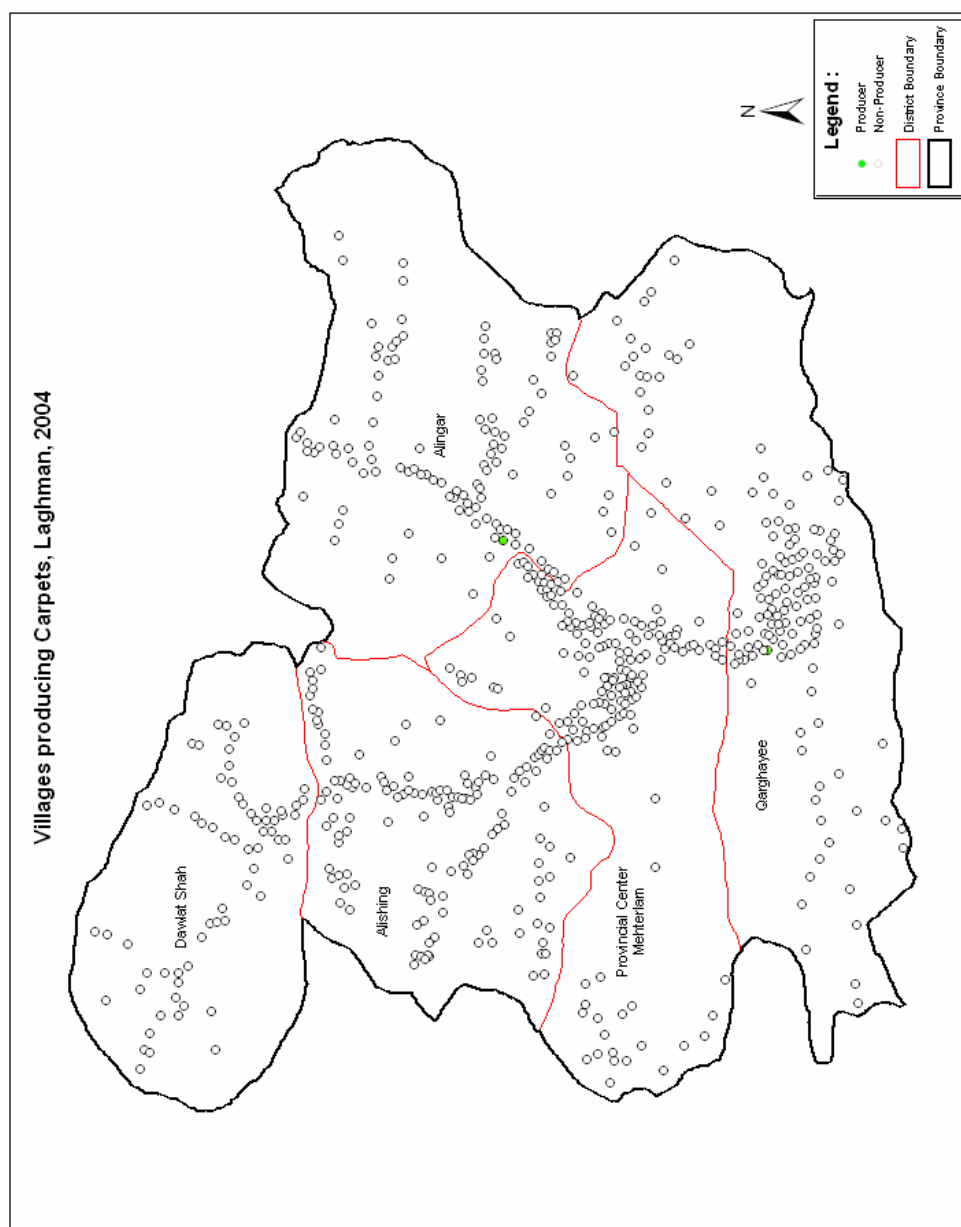 Villages producing Carpets, Laghman, 2004
Dawlat Shah
Alishing
Alingar
Provincial Center
Mehterlam
Qarghayee
N
Legend :
Producer
Non-Producer
District Boundary
Province Boundary